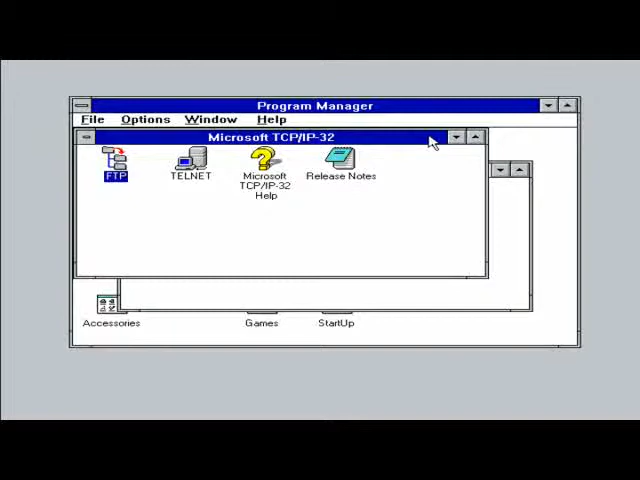 Program Manager
File Options Window Help
Microsoft TCP/IP-32
FTP
TELNET
Microsoft
TCP/IP-32
Help
Release Notes
Accessories
Games
StartUp